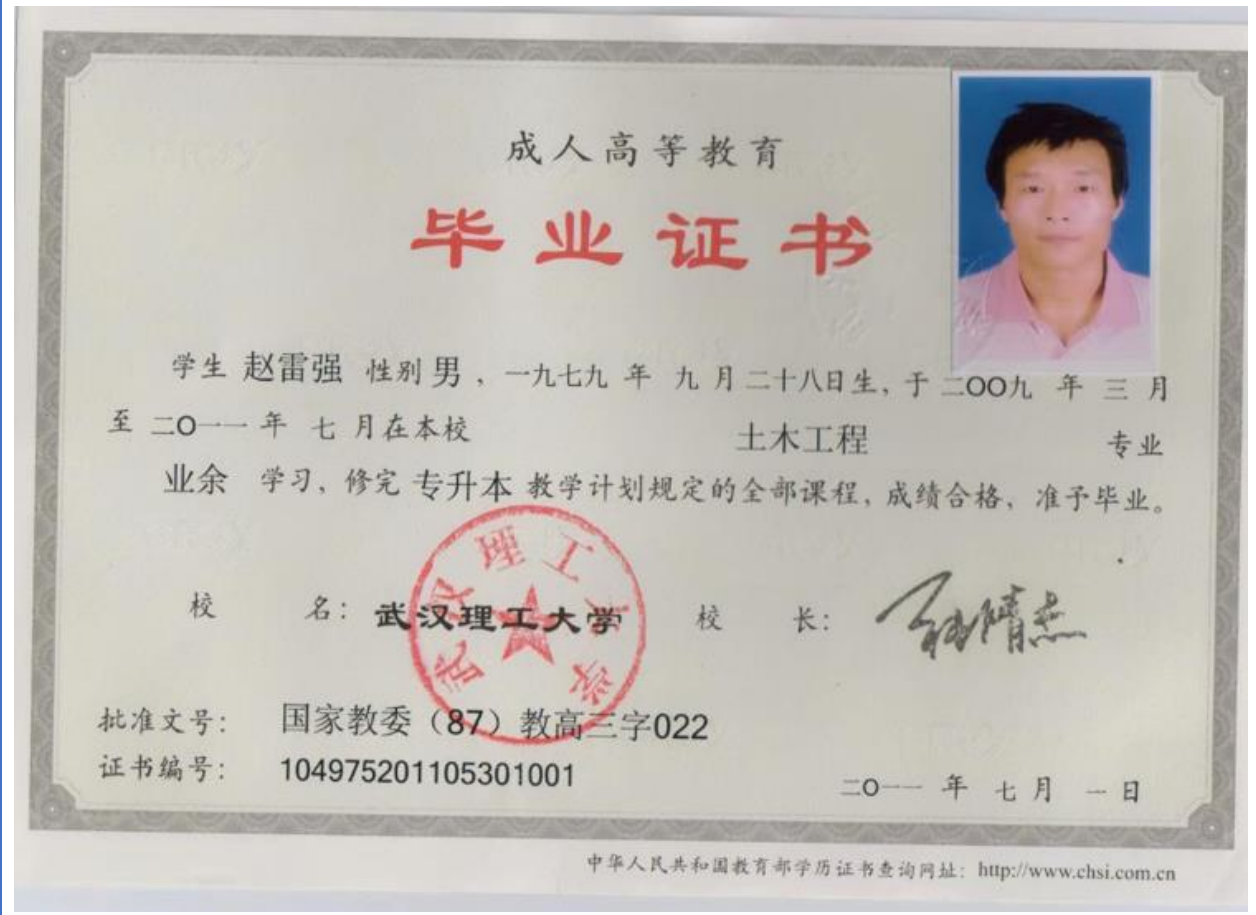 成人高等教育
毕业证书
学生 赵雷强 性别 男 ，一九七九 年 九 月 二十八日生，于 二OO九 年 三 月
至 二O一一 年 七 月在本校 土木工程 专业
业余 学习，修完 专升本 教学计划规定的全部课程，成绩合格，准予毕业。
武汉理工大学
校 名：武汉理工大学 校 长：
批准文号： 国家教委（87）教高三字022
证书编号： 104975201105301001
二O一一 年 七 月 一 日
中华人民共和国教育部学历证书查询网址：http://www.chsi.com.cn